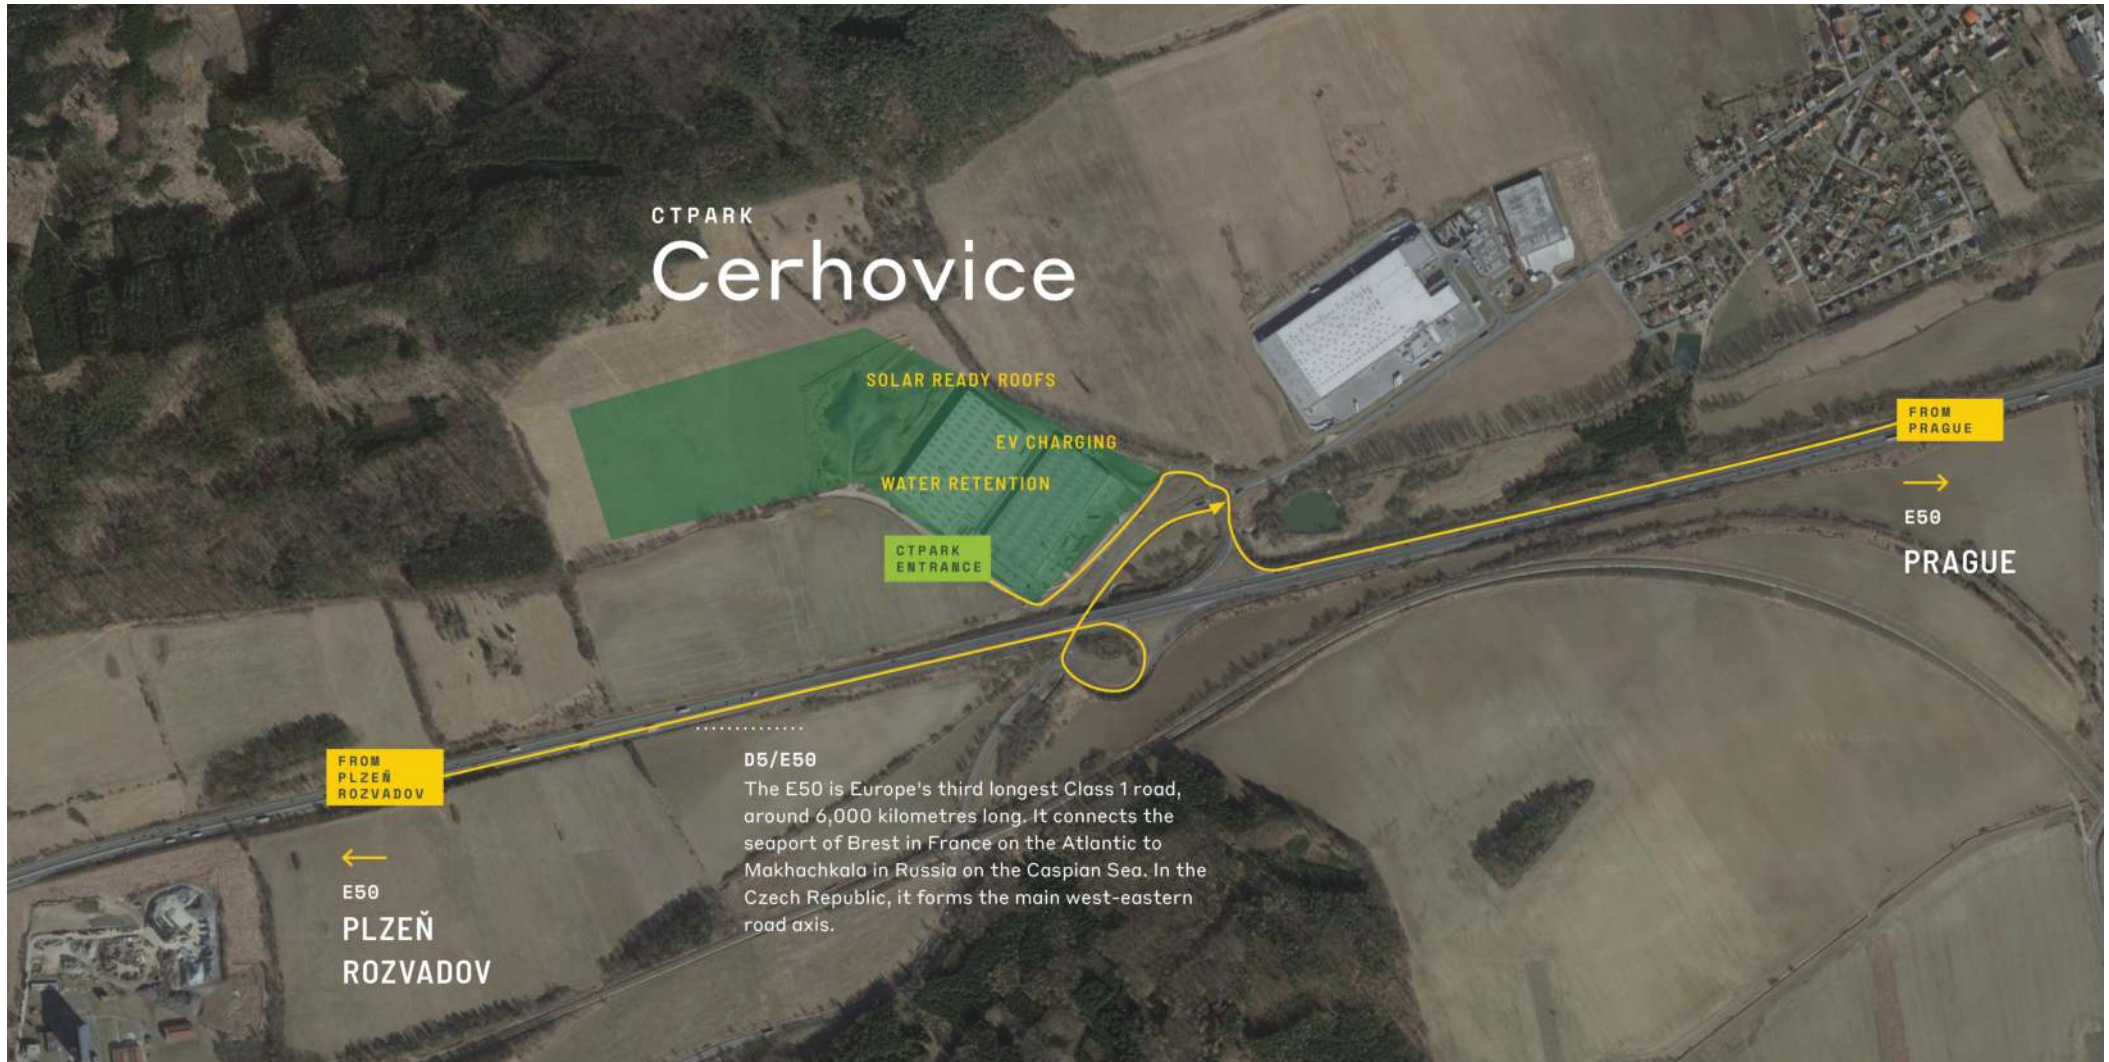 CTPARK
Cerhovice
SOLAR READY ROOFS
EV CHARGING
WATER RETENTION
CTPARK
ENTRANCE
FROM
PRAGUE
E50
PRAGUE
FROM
PLZEŇ
ROZVADOV
E50
PLZEŇ
ROZVADOV
D5/E50
The E50 is Europe's third longest Class 1 road,
around 6,000 kilometres long. It connects the
seaport of Brest in France on the Atlantic to
Makhachkala in Russia on the Caspian Sea. In the
Czech Republic, it forms the main west-eastern
road axis.